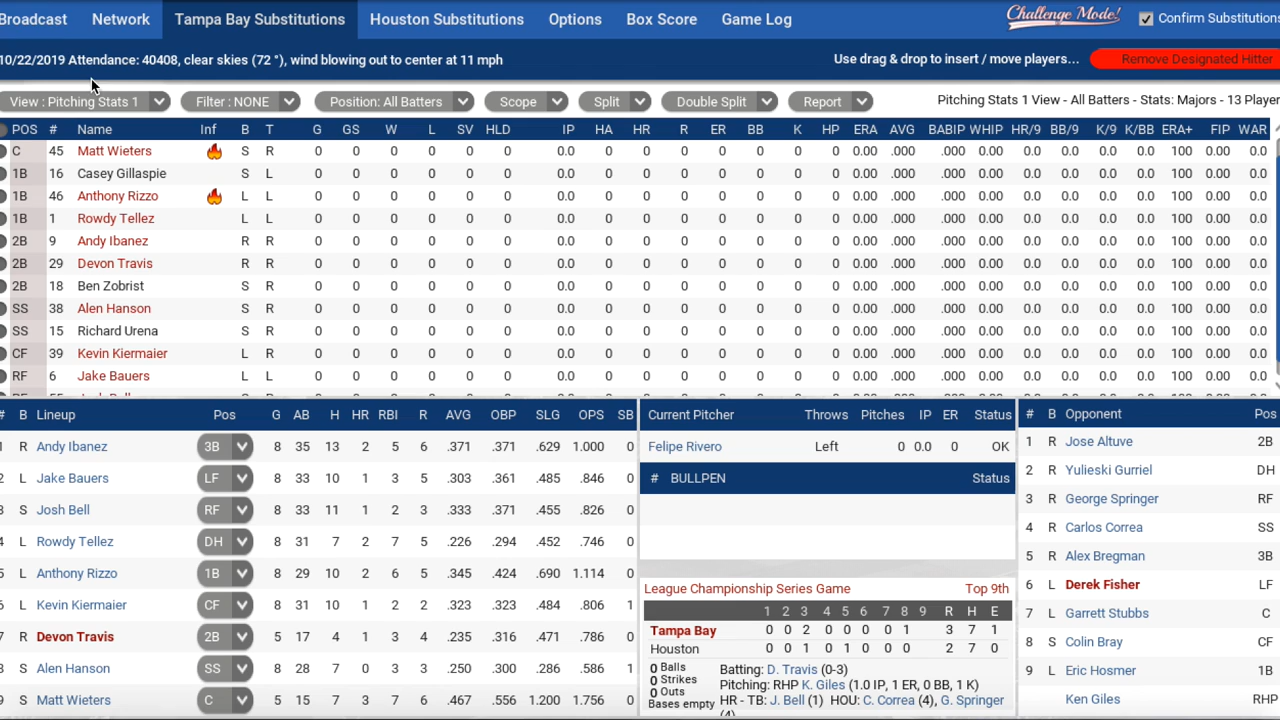 Broadcast Network Tampa Bay Substitutions Houston Substitutions Options Box Score Game Log Challenge Mode! Confirm Substitutions
10/22/2019 Attendance: 40408, clear skies (72 °), wind blowing out to center at 11 mph Use drag & drop to insert / move players... Remove Designated Hitter
View : Pitching Stats 1 Filter : NONE Position: All Batters Scope Split Double Split Report Pitching Stats 1 View - All Batters - Stats: Majors - 13 Player
POS # Name Inf B T G GS W L SV HLD IP HA HR R ER BB K HP ERA AVG BABIP WHIP HR/9 BB/9 K/9 K/BB ERA+ FIP WAR
C 45 Matt Wieters S R 0 0 0 0 0 0 0.0 0 0 0 0 0 0 0 0.00 .000 .000 0.00 0.0 0.0 0.0 0.0 100 0.00 0.0
1B 16 Casey Gillaspie S L 0 0 0 0 0 0 0.0 0 0 0 0 0 0 0 0.00 .000 .000 0.00 0.0 0.0 0.0 0.0 100 0.00 0.0
1B 46 Anthony Rizzo L L 0 0 0 0 0 0 0.0 0 0 0 0 0 0 0 0.00 .000 .000 0.00 0.0 0.0 0.0 0.0 100 0.00 0.0
1B 1 Rowdy Tellez L L 0 0 0 0 0 0 0.0 0 0 0 0 0 0 0 0.00 .000 .000 0.00 0.0 0.0 0.0 0.0 100 0.00 0.0
2B 9 Andy Ibanez R R 0 0 0 0 0 0 0.0 0 0 0 0 0 0 0 0.00 .000 .000 0.00 0.0 0.0 0.0 0.0 100 0.00 0.0
2B 29 Devon Travis R R 0 0 0 0 0 0 0.0 0 0 0 0 0 0 0 0.00 .000 .000 0.00 0.0 0.0 0.0 0.0 100 0.00 0.0
2B 18 Ben Zobrist S R 0 0 0 0 0 0 0.0 0 0 0 0 0 0 0 0.00 .000 .000 0.00 0.0 0.0 0.0 0.0 100 0.00 0.0
SS 38 Alen Hanson S R 0 0 0 0 0 0 0.0 0 0 0 0 0 0 0 0.00 .000 .000 0.00 0.0 0.0 0.0 0.0 100 0.00 0.0
SS 15 Richard Urena S R 0 0 0 0 0 0 0.0 0 0 0 0 0 0 0 0.00 .000 .000 0.00 0.0 0.0 0.0 0.0 100 0.00 0.0
CF 39 Kevin Kiermaier L R 0 0 0 0 0 0 0.0 0 0 0 0 0 0 0 0.00 .000 .000 0.00 0.0 0.0 0.0 0.0 100 0.00 0.0
RF 6 Jake Bauers L L 0 0 0 0 0 0 0.0 0 0 0 0 0 0 0 0.00 .000 .000 0.00 0.0 0.0 0.0 0.0 100 0.00 0.0
# B Lineup Pos G AB H HR RBI R AVG OBP SLG OPS SB
1 R Andy Ibanez 3B 8 35 13 2 5 6 .371 .371 .629 1.000 0
2 L Jake Bauers LF 8 33 10 1 3 5 .303 .361 .485 .846 0
3 S Josh Bell RF 8 33 11 1 2 3 .333 .371 .455 .826 0
4 L Rowdy Tellez DH 8 31 7 2 7 5 .226 .294 .452 .746 0
5 L Anthony Rizzo 1B 8 29 10 2 6 5 .345 .424 .690 1.114 0
6 L Kevin Kiermaier CF 8 31 10 1 2 2 .323 .323 .484 .806 1
7 R Devon Travis 2B 5 17 4 1 3 4 .235 .316 .471 .786 0
8 S Alen Hanson SS 8 28 7 0 3 3 .250 .300 .286 .586 1
9 S Matt Wieters C 5 15 7 3 7 6 .467 .556 1.200 1.756 0
Current Pitcher Throws Pitches IP ER Status
Felipe Rivero Left 0 0.0 0 OK
# BULLPEN Status
League Championship Series Game Top 9th
1 2 3 4 5 6 7 8 9 R H E
Tampa Bay 0 0 2 0 0 0 0 1 3 7 1
Houston 0 0 1 0 1 0 0 0 2 7 0
0 Balls
0 Strikes
0 Outs
Bases empty
Batting: D. Travis (0-3)
Pitching: RHP K. Giles (1.0 IP, 1 ER, 0 BB, 1 K)
HR - TB: J. Bell (1) HOU: C. Correa (4), G. Springer
(4)
# B Opponent Pos
1 R Jose Altuve 2B
2 R Yulieski Gurriel DH
3 R George Springer RF
4 R Carlos Correa SS
5 R Alex Bregman 3B
6 L Derek Fisher LF
7 L Garrett Stubbs C
8 S Colin Bray CF
9 L Eric Hosmer 1B
Ken Giles RHP